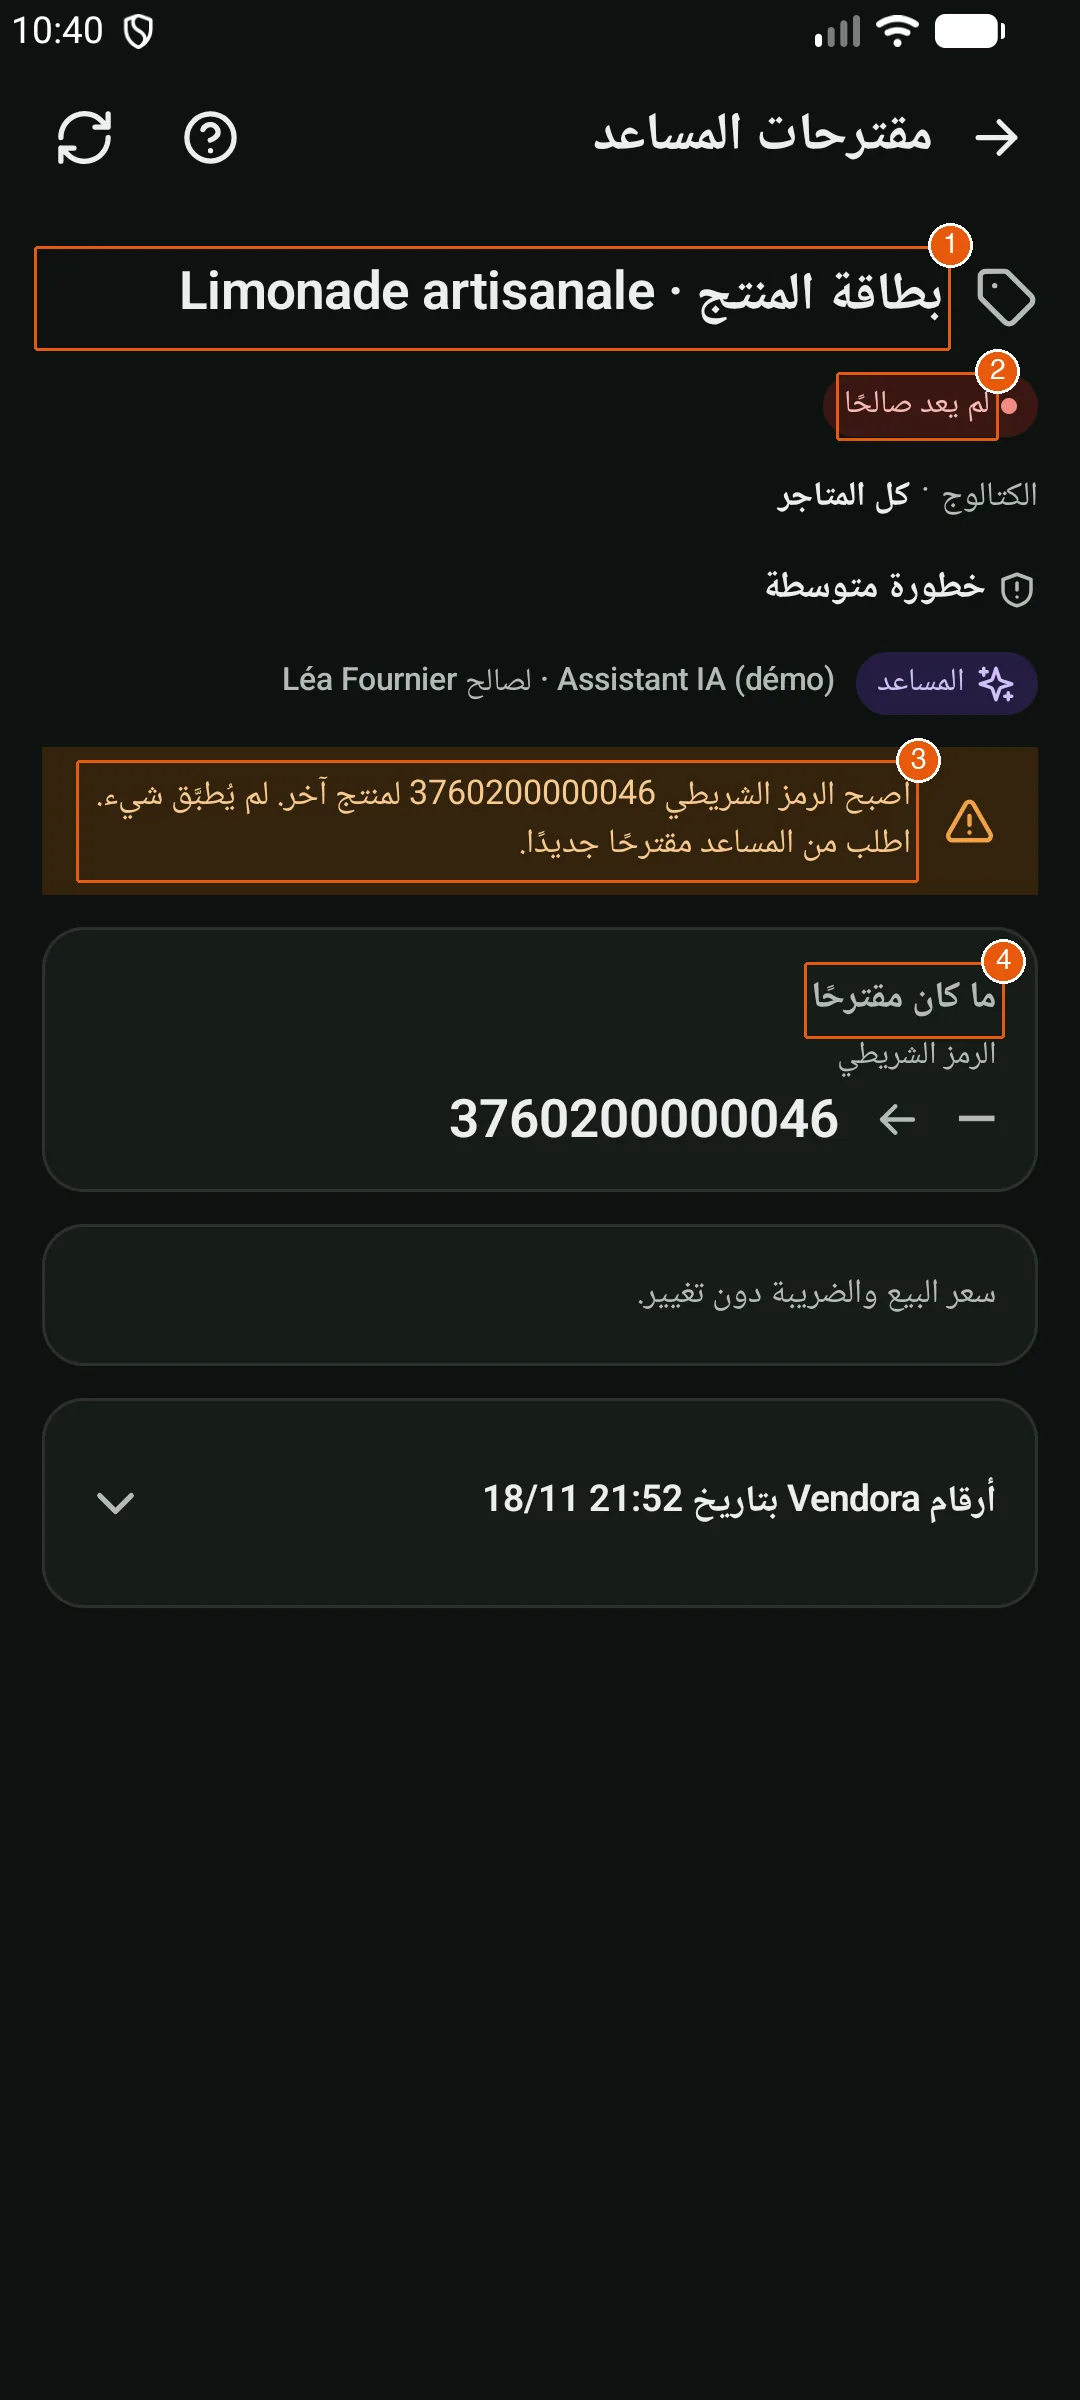 10:40
مقترحات المساعد
1
بطاقة المنتج · Limonade artisanale
2
لم يعد صالحًا
الكتالوج · كل المتاجر
خطورة متوسطة
المساعد
Assistant IA (démo) · لصالح Léa Fournier
3
أصبح الرمز الشريطي 3760200000046 لمنتج آخر. لم يُطبَّق شيء.
اطلب من المساعد مقترحًا جديدًا.
4
ما كان مقترحًا
الرمز الشريطي
— ← 3760200000046
سعر البيع والضريبة دون تغيير.
أرقام Vendora بتاريخ 18/11 21:52